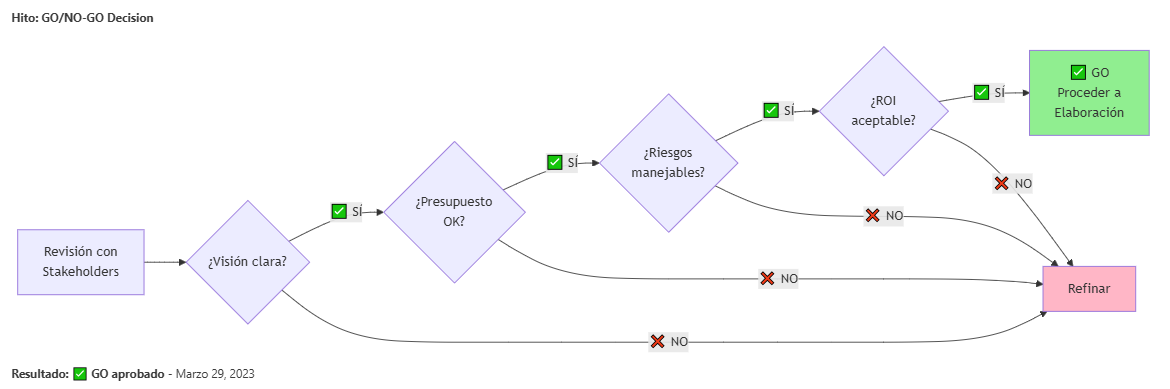 Hito: GO/NO-GO Decision
Revisión con
Stakeholders
¿Visión clara?
✅ SÍ
❌ NO
¿Presupuesto
OK?
✅ SÍ
❌ NO
¿Riesgos
manejables?
✅ SÍ
❌ NO
¿ROI
aceptable?
✅ SÍ
❌ NO
✅ GO
Proceder a
Elaboración
Refinar
Resultado: ✅ GO aprobado - Marzo 29, 2023